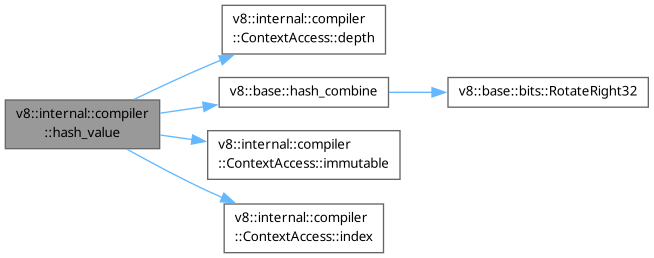 v8::internal::compiler
::hash_value
v8::internal::compiler
::ContextAccess::depth
v8::base::hash_combine
v8::base::bits::RotateRight32
v8::internal::compiler
::ContextAccess::immutable
v8::internal::compiler
::ContextAccess::index